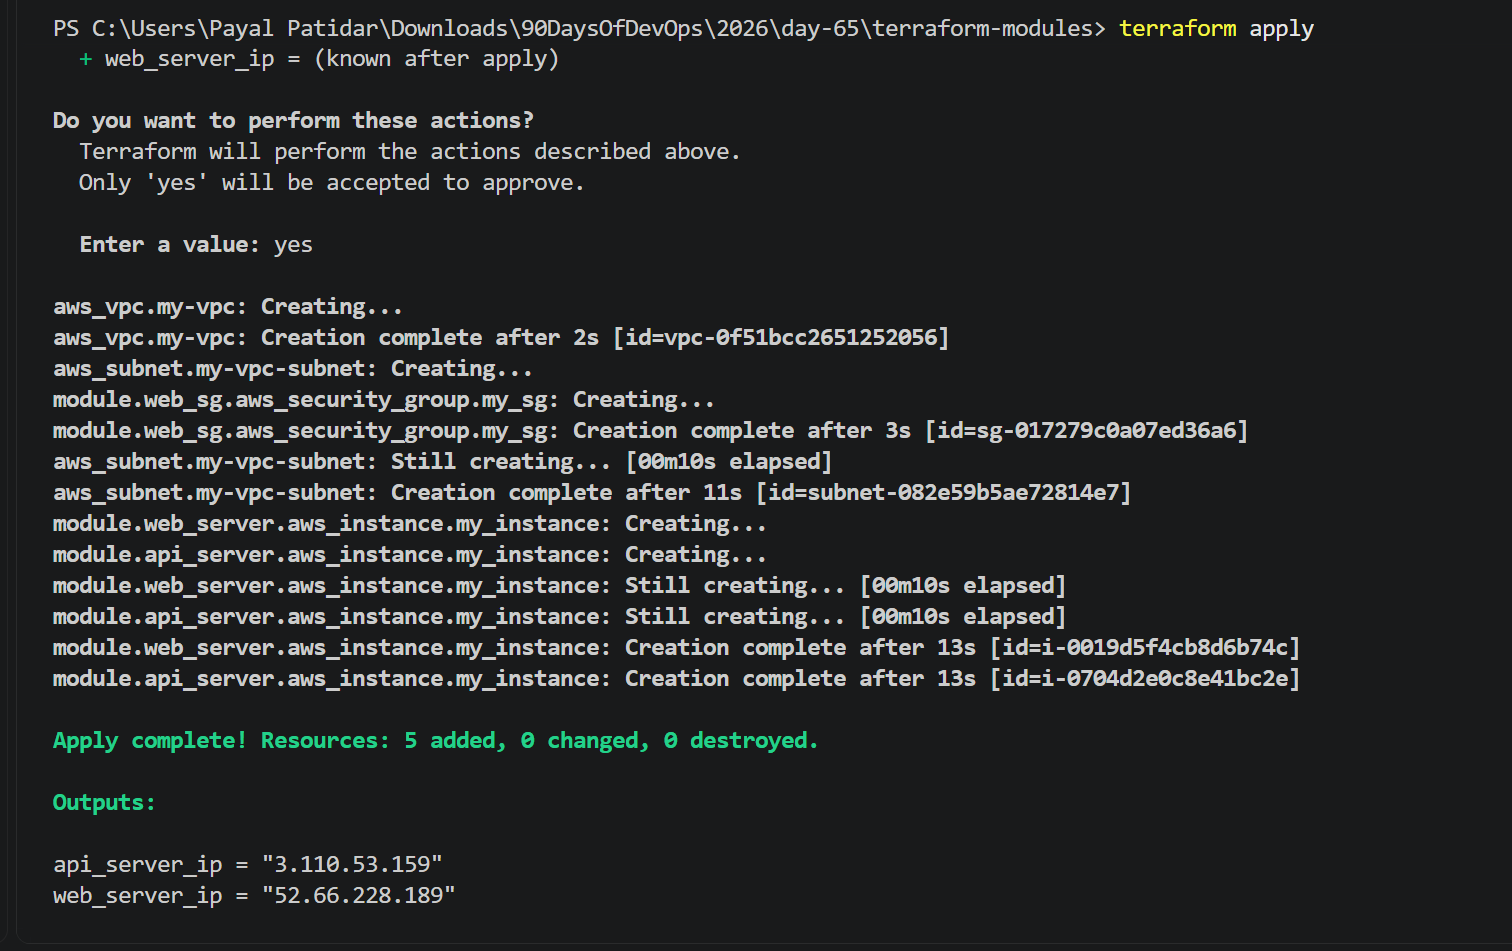 PS C:\Users\Payal Patidar\Downloads\90DaysOfDevOps\2026\day-65\terraform-modules> terraform apply
+ web_server_ip = (known after apply)
Do you want to perform these actions?
Terraform will perform the actions described above.
Only 'yes' will be accepted to approve.
Enter a value: yes
aws_vpc.my-vpc: Creating...
aws_vpc.my-vpc: Creation complete after 2s [id=vpc-0f51bcc2651252056]
aws_subnet.my-vpc-subnet: Creating...
module.web_sg.aws_security_group.my_sg: Creating...
module.web_sg.aws_security_group.my_sg: Creation complete after 3s [id=sg-017279c0a07ed36a6]
aws_subnet.my-vpc-subnet: Still creating... [00m10s elapsed]
aws_subnet.my-vpc-subnet: Creation complete after 11s [id=subnet-082e59b5ae72814e7]
module.web_server.aws_instance.my_instance: Creating...
module.api_server.aws_instance.my_instance: Creating...
module.web_server.aws_instance.my_instance: Still creating... [00m10s elapsed]
module.api_server.aws_instance.my_instance: Still creating... [00m10s elapsed]
module.web_server.aws_instance.my_instance: Creation complete after 13s [id=i-0019d5f4cb8d6b74c]
module.api_server.aws_instance.my_instance: Creation complete after 13s [id=i-0704d2e0c8e41bc2e]
Apply complete! Resources: 5 added, 0 changed, 0 destroyed.
Outputs:
api_server_ip = "3.110.53.159"
web_server_ip = "52.66.228.189"